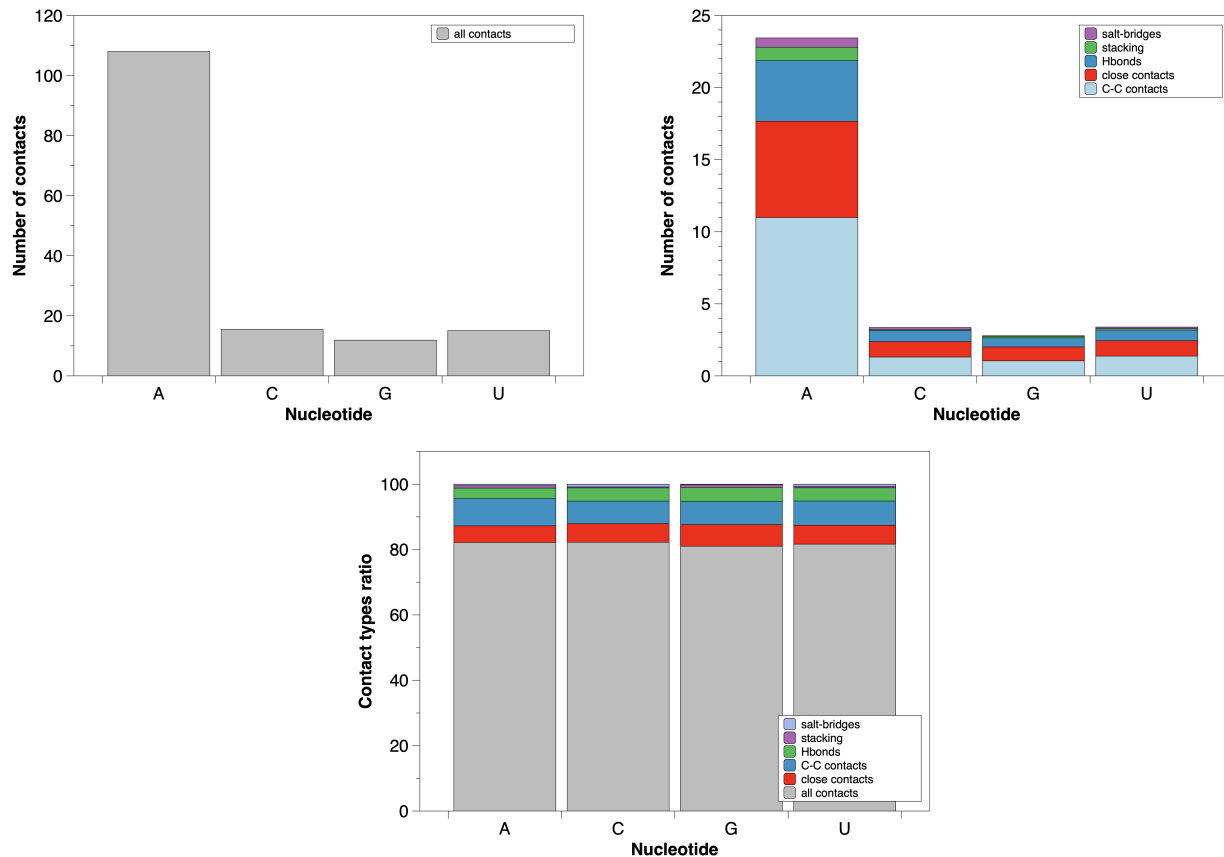 120
100
80
60
40
20
0
Number of contacts
all contacts
A C G U
Nucleotide
25
20
15
10
5
0
Number of contacts
salt-bridges
stacking
Hbonds
close contacts
C-C contacts
A C G U
Nucleotide
100
80
60
40
20
0
Contact types ratio
salt-bridges
stacking
Hbonds
C-C contacts
close contacts
all contacts
A C G U
Nucleotide